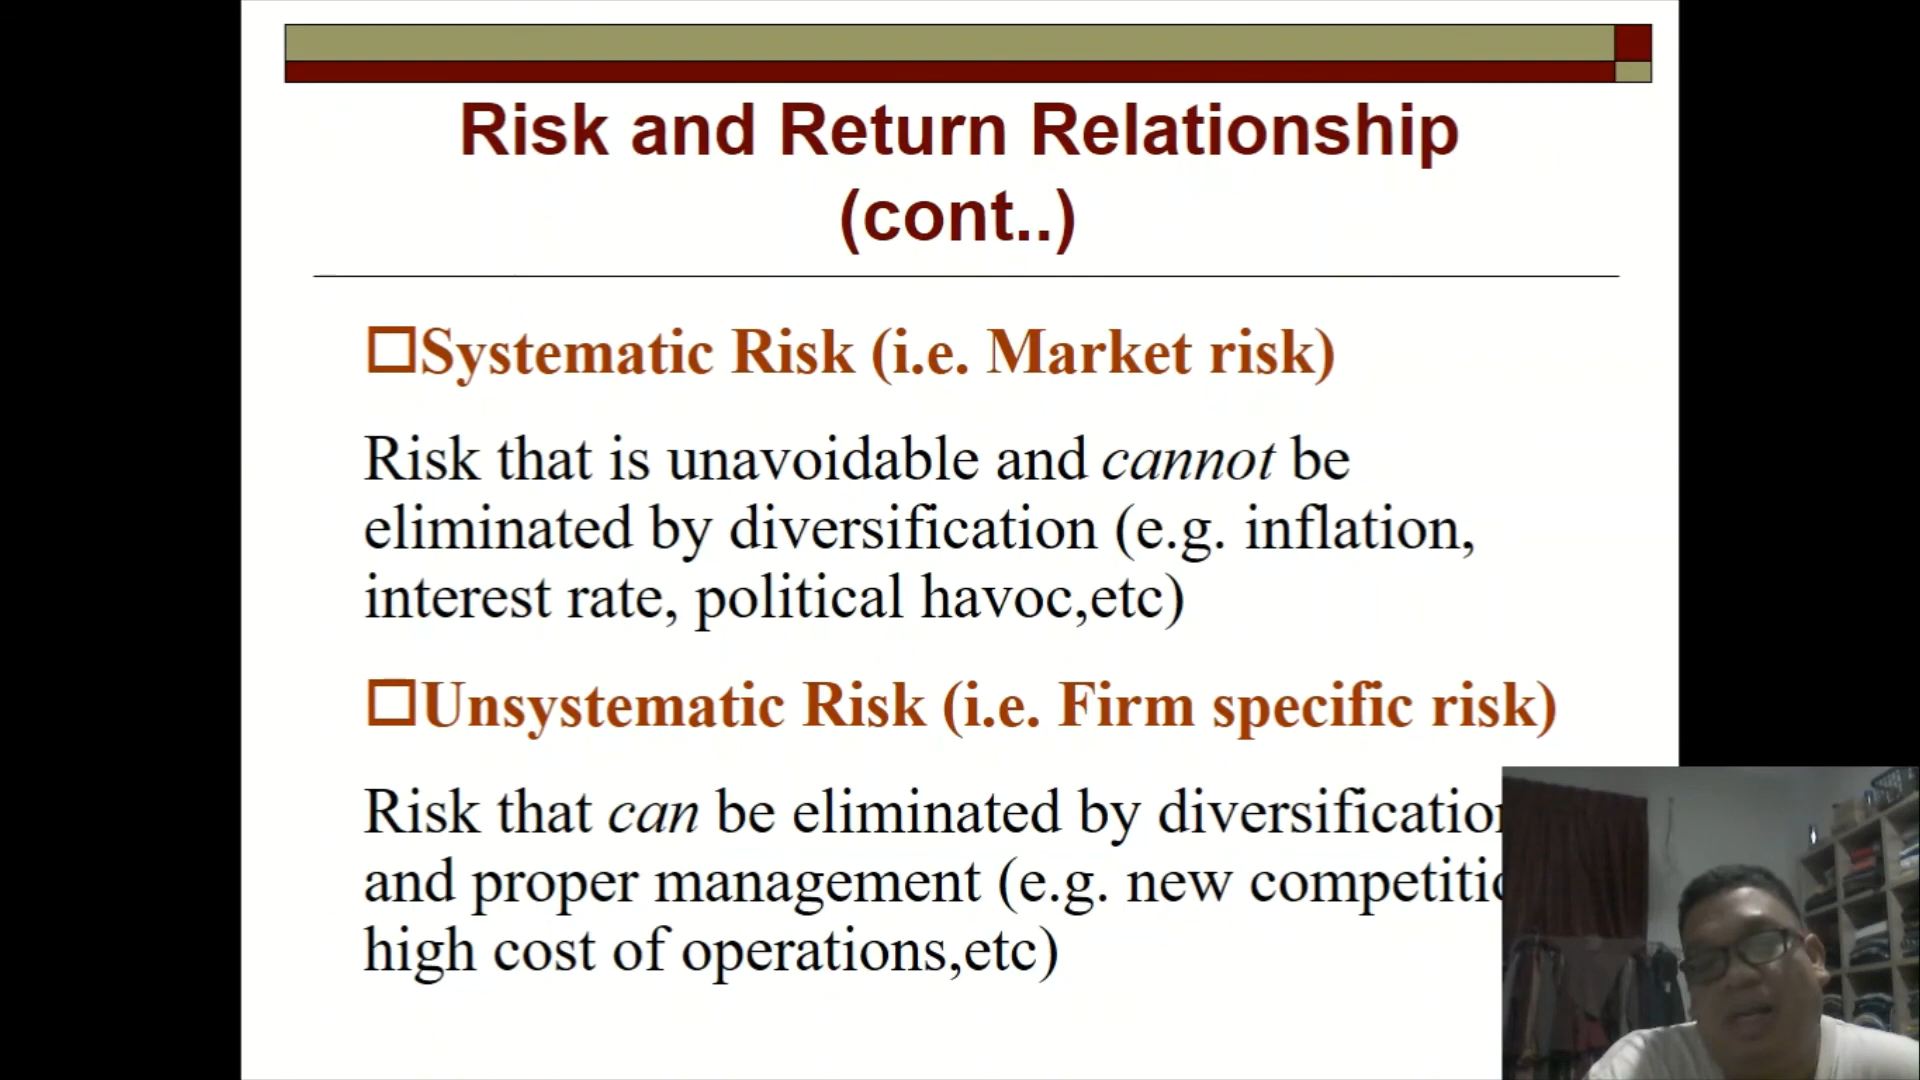 Risk and Return Relationship
(cont..)
Systematic Risk (i.e. Market risk)
Risk that is unavoidable and cannot be
eliminated by diversification (e.g. inflation,
interest rate, political havoc,etc)
Unsystematic Risk (i.e. Firm specific risk)
Risk that can be eliminated by
and proper management (e.g. new
high cost of operations,etc)